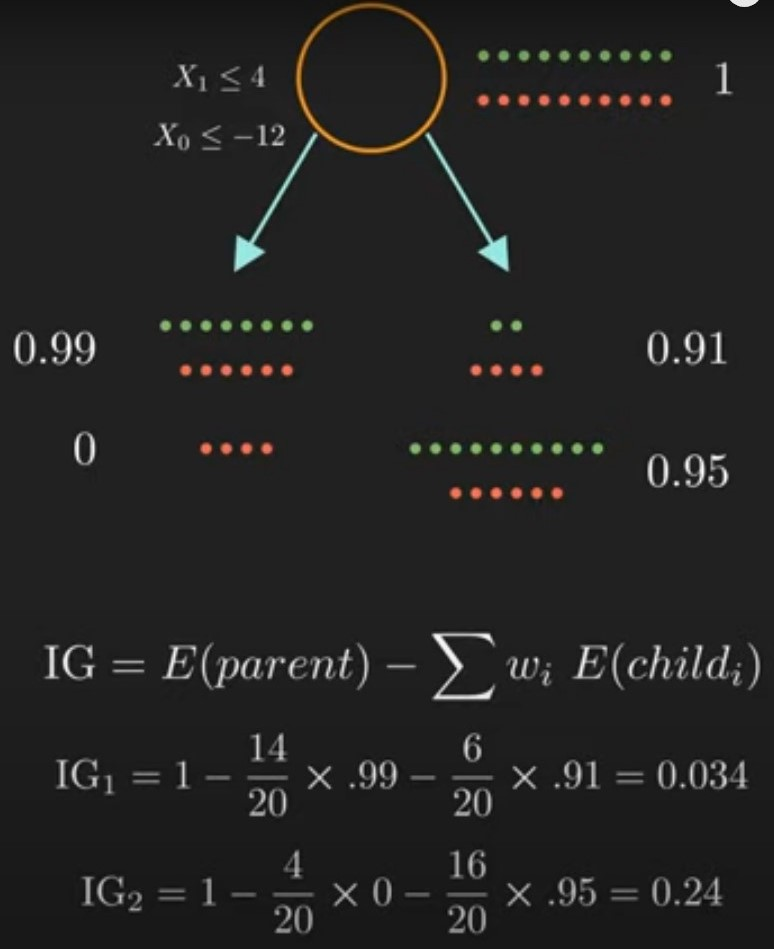 X₁ ≤ 4
1
X₀ ≤ −12
0.99
0.91
0
0.95
IG = E(parent) − ∑ wᵢ E(childᵢ)
IG₁ = 1 − 14/20 × .99 − 6/20 × .91 = 0.034
IG₂ = 1 − 4/20 × 0 − 16/20 × .95 = 0.24